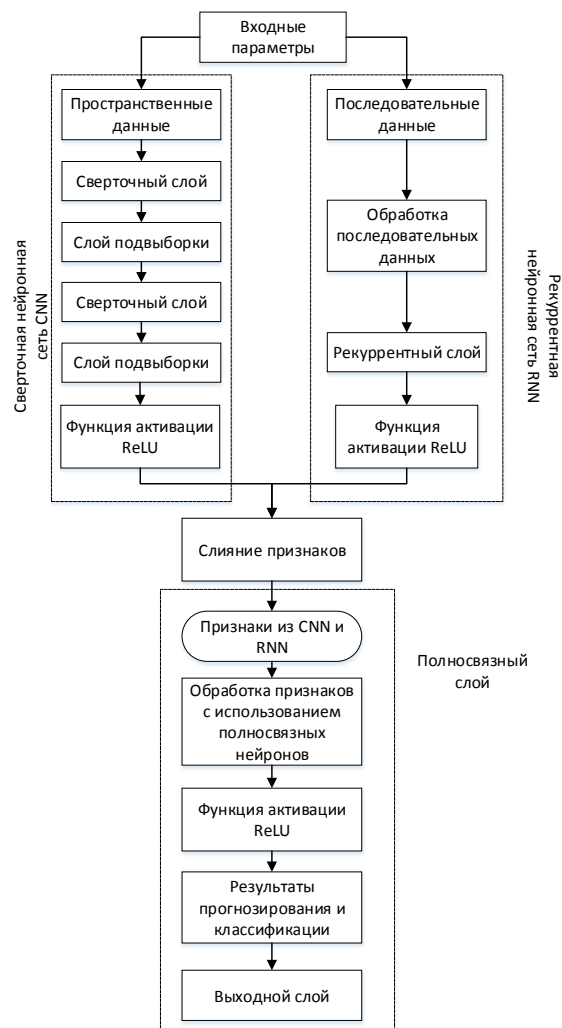 Входные
параметры
Пространственные
данные
Сверточный слой
Слой подвыборки
Сверточный слой
Слой подвыборки
Функция активации
ReLU
Сверточная нейронная
сеть CNN
Последовательные
данные
Обработка
последовательных
данных
Рекуррентный слой
Функция
активации ReLU
Рекуррентная
нейронная сеть RNN
Слияние признаков
Признаки из CNN и
RNN
Обработка признаков
с использованием
полносвязных
нейронов
Функция активации
ReLU
Результаты
прогнозирования и
классификации
Выходной слой
Полносвязный
слой